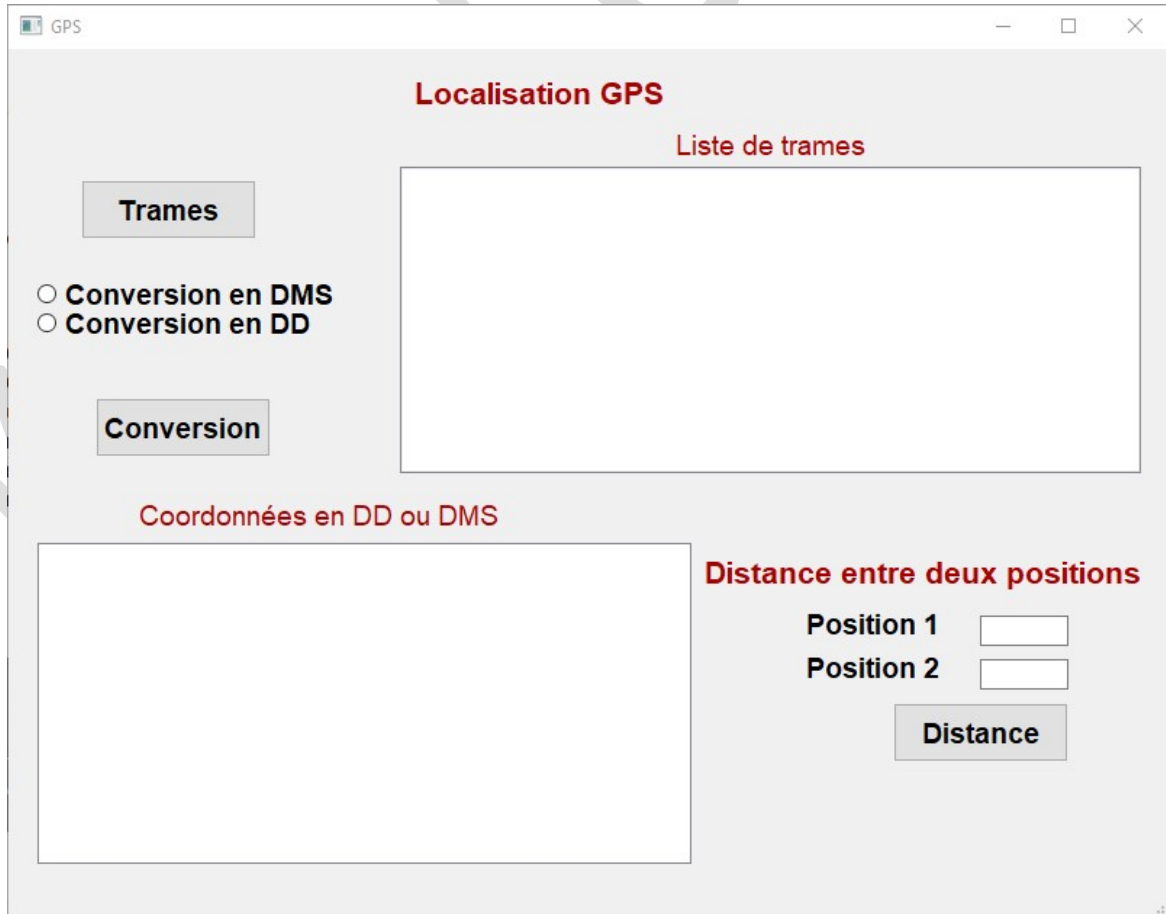 GPS
Localisation GPS
Liste de trames
Trames
Conversion en DMS
Conversion en DD
Conversion
Coordonnées en DD ou DMS
Distance entre deux positions
Position 1
Position 2
Distance